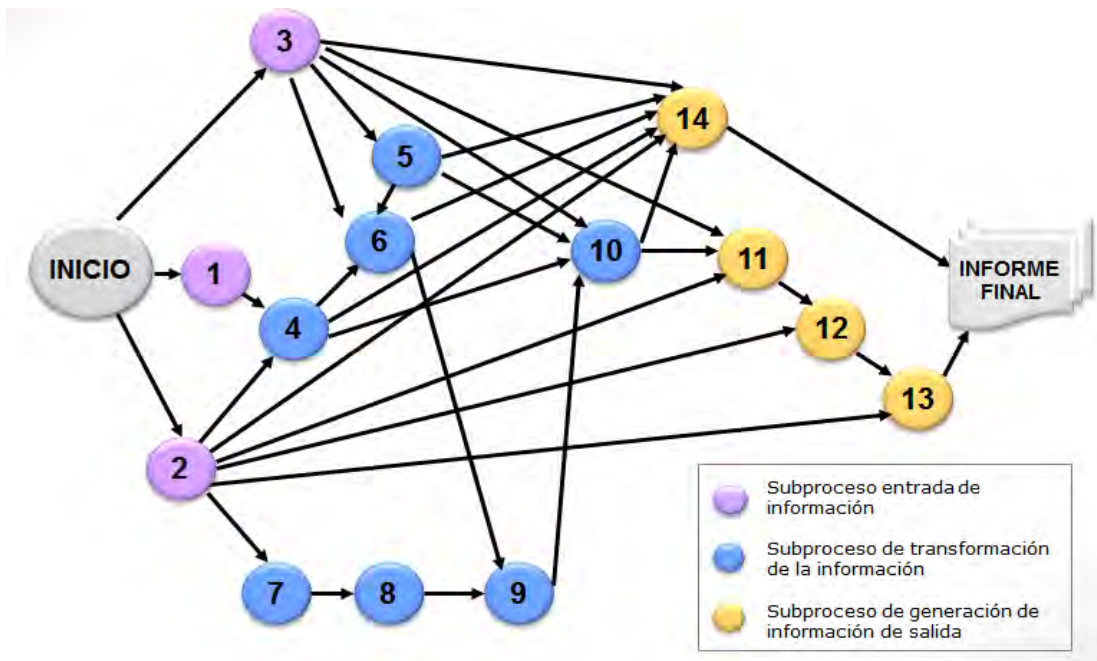 3
14
5
6
10
11
INICIO
1
INFORME
FINAL
4
12
13
2
Subproceso entrada de
información
Subproceso de transformación
de la información
Subproceso de generación de
información de salida
7
8
9